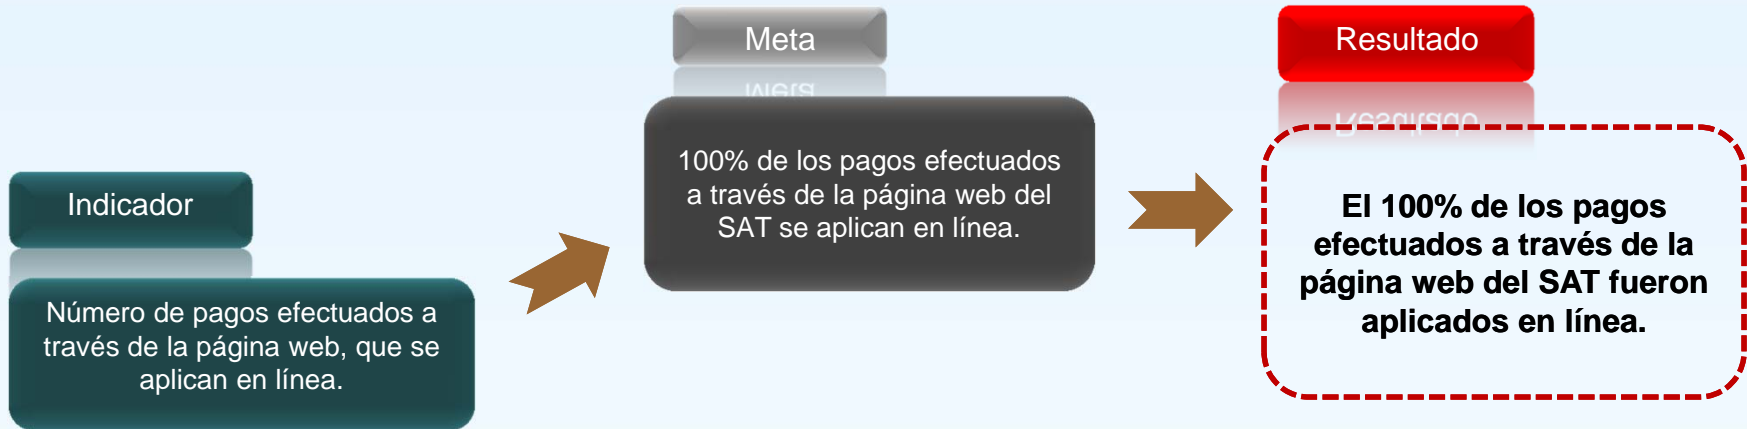 Indicador
Número de pagos efectuados a
través de la página web, que se
aplican en línea.
Meta
100% de los pagos efectuados
a través de la página web del
SAT se aplican en línea.
Resultado
El 100% de los pagos
efectuados a través de la
página web del SAT fueron
aplicados en línea.